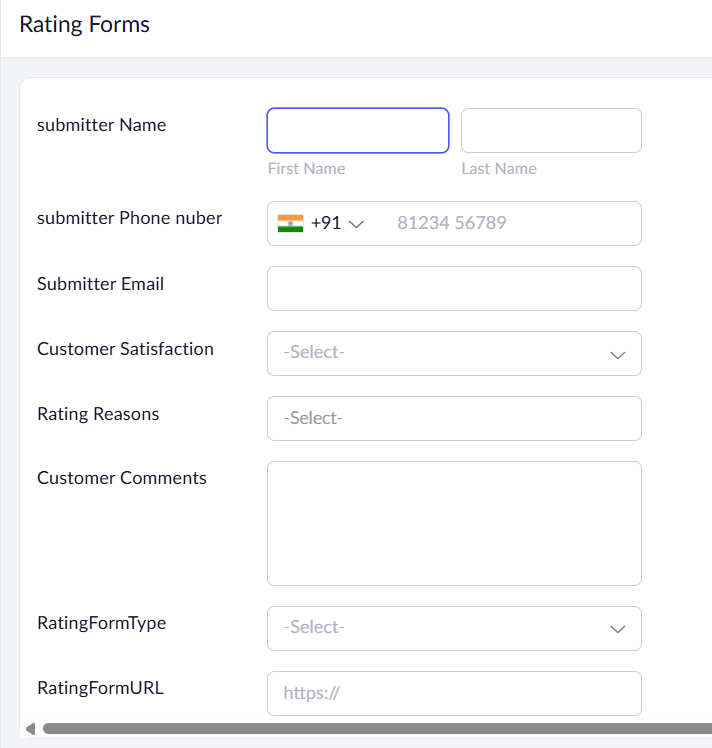 Rating Forms
submitter Name
First Name Last Name
submitter Phone nuber +91 81234 56789
Submitter Email
Customer Satisfaction -Select-
Rating Reasons -Select-
Customer Comments
RatingFormType -Select-
RatingFormURL https://